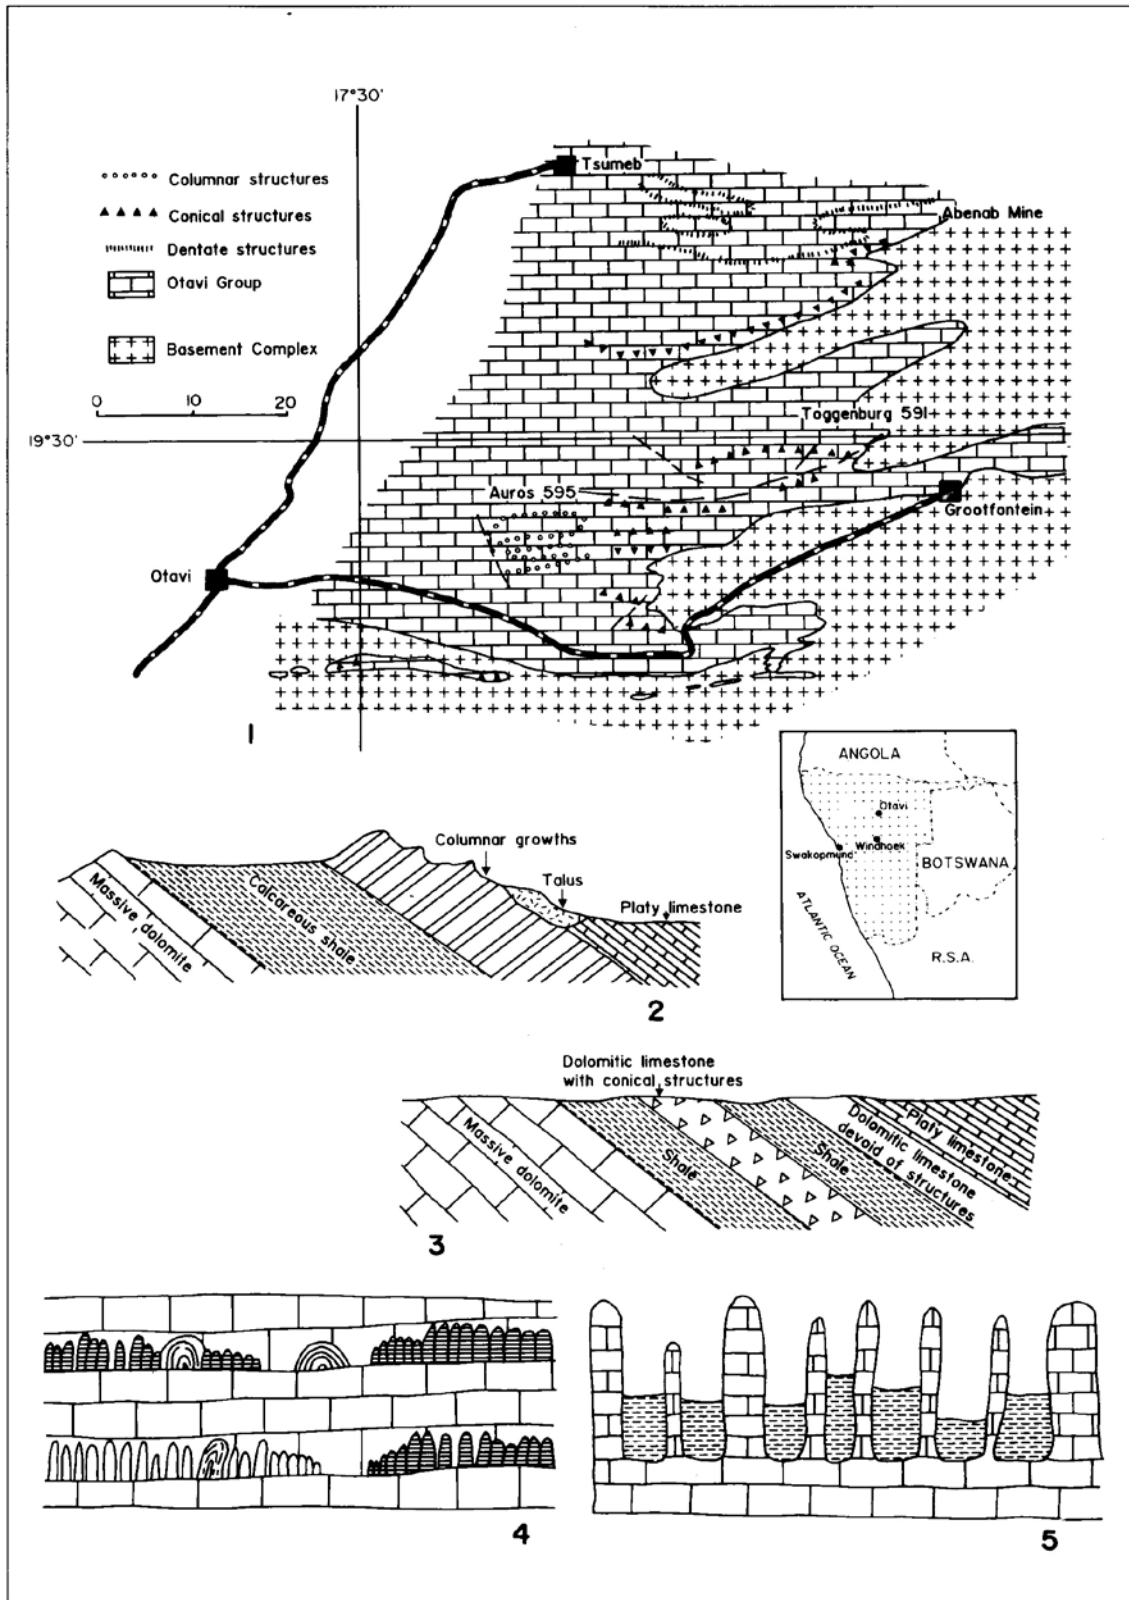 17°30'
Tsumeb
Columnar structures
Abenab Mine
Conical structures
Dentate structures
Otavi Group
Basement Complex
0 10 20
Toggenburg 591
19°30'
Auros 595
Grootfontein
Otavi
1
ANGOLA
Otavi
Windhoek
Swakopmund
BOTSWANA
ATLANTIC OCEAN
R.S.A.
Columnar growths
Talus
Platy limestone
Massive dolomite
Calcareous shale
2
Dolomitic limestone
with conical structures
Massive dolomite
Shale
Shale
Dolomitic limestone
devoid of structures
Platy limestone
3
4
5